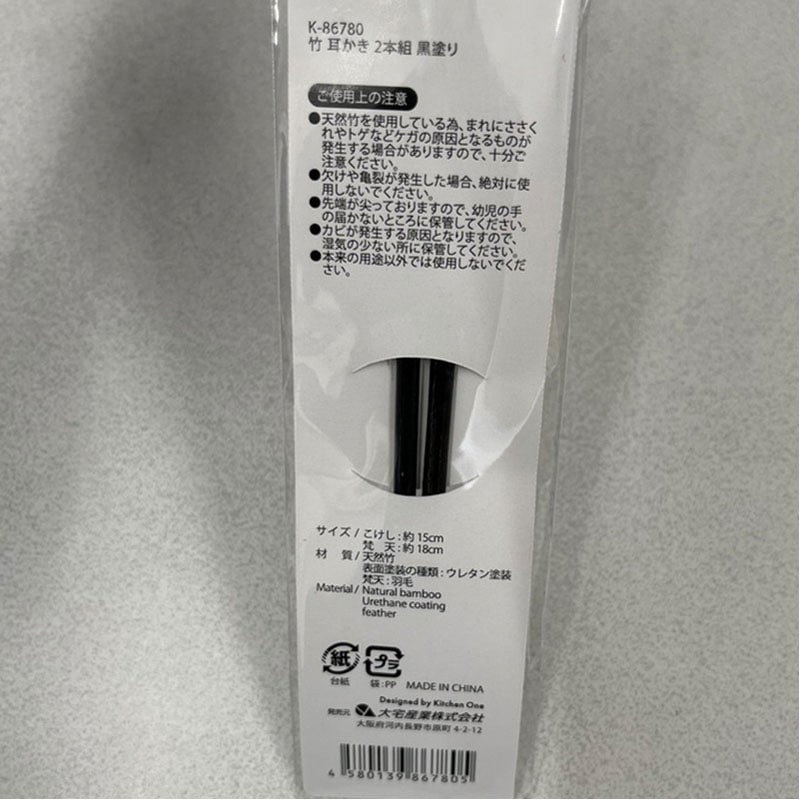 K-86780
竹 耳かき 2本組 黒塗り
ご使用上の注意
●天然竹を使用している為、まれにささく
れやトゲなどケガの原因となるものが
発生する場合がありますので、十分ご
注意ください。
●欠けや亀裂が発生した場合、絶対に使
用しないでください。
●先端が尖っておりますので、幼児の手
の届かないところに保管してください。
●カビが発生する原因となりますので、
湿気の少ない所に保管してください。
●本来の用途以外では使用しないでくだ
さい。
サイズ / こけし : 約 15cm
梵 天 : 約 18cm
材 質 / 天然竹
表面塗装の種類 : ウレタン塗装
梵天 : 羽毛
Material / Natural bamboo
Urethane coating
feather
紙 プラ
台紙 袋 : PP MADE IN CHINA
Designed by Kitchen One
発売元 大宅産業株式会社
大阪府河内長野市原町 4-2-12
4 580139 867805